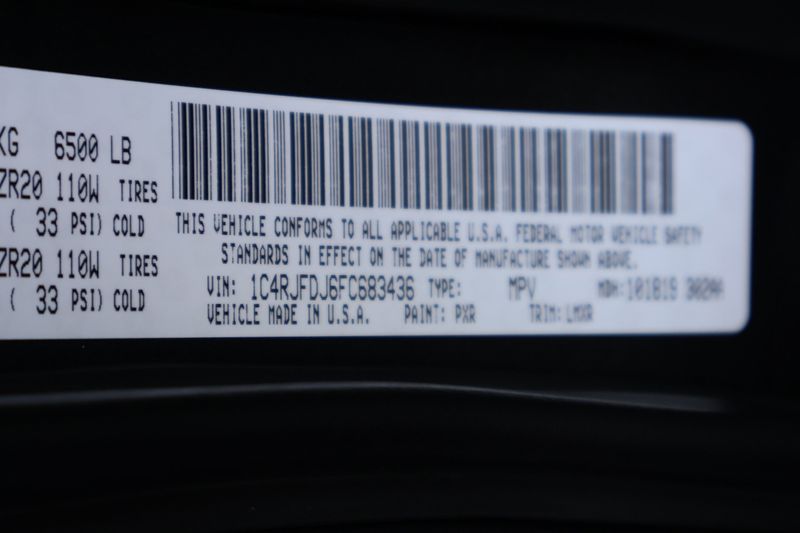 KG 6500 LB
ZR20 110W TIRES
( 33 PSI) COLD
ZR20 110W TIRES
( 33 PSI) COLD
THIS VEHICLE CONFORMS TO ALL APPLICABLE U.S.A. FEDERAL MOTOR VEHICLE SAFETY
STANDARDS IN EFFECT ON THE DATE OF MANUFACTURE SHOWN ABOVE.
VIN: 1C4RJFDJ6FC683436 TYPE: MPV MDH:
VEHICLE MADE IN U.S.A. PAINT: PXR TRIM: LMXR